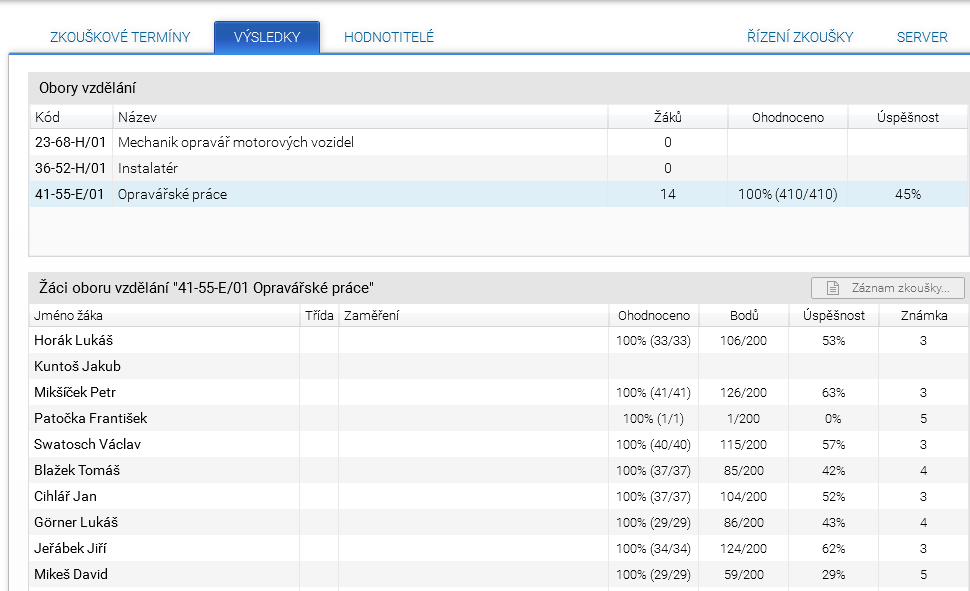 ZKOUŠKOVÉ TERMÍNY VÝSLEDKY HODNOTITELÉ ŘÍZENÍ ZKOUŠKY SERVER
Obory vzdělání
Kód Název Žáků Ohodnoceno Úspěšnost
23-68-H/01 Mechanik opravář motorových vozidel 0
36-52-H/01 Instalatér 0
41-55-E/01 Opravářské práce 14 100% (410/410) 45%
Žáci oboru vzdělání "41-55-E/01 Opravářské práce" Záznam zkoušky...
Jméno žáka Třída Zaměření Ohodnoceno Bodů Úspěšnost Známka
Horák Lukáš 100% (33/33) 106/200 53% 3
Kuntoš Jakub
Mikšíček Petr 100% (41/41) 126/200 63% 3
Patočka František 100% (1/1) 1/200 0% 5
Swatosch Václav 100% (40/40) 115/200 57% 3
Blažek Tomáš 100% (37/37) 85/200 42% 4
Cihlář Jan 100% (37/37) 104/200 52% 3
Görner Lukáš 100% (29/29) 86/200 43% 4
Jeřábek Jiří 100% (34/34) 124/200 62% 3
Mikeš David 100% (29/29) 59/200 29% 5